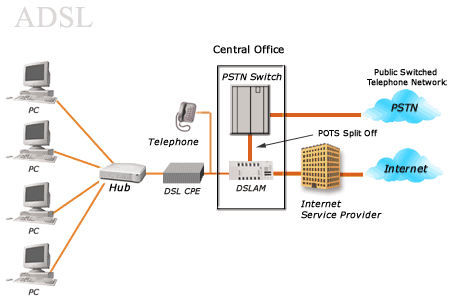 ADSL
Central Office
PSTN Switch
Public Switched
Telephone Network:
PSTN
POTS Split Off
Telephone
PC
PC
PC
PC
Hub
DSL CPE
DSLAM
Internet
Service Provider
Internet